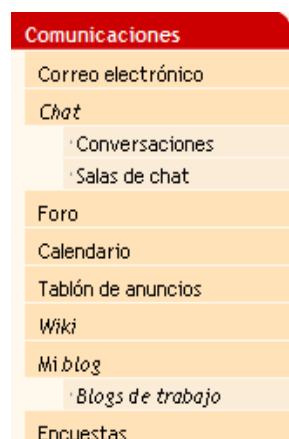 Comunicaciones
Correo electrónico
Chat
Conversaciones
Salas de chat
Foro
Calendario
Tablón de anuncios
Wiki
Mi blog
Blogs de trabajo
Encuestas